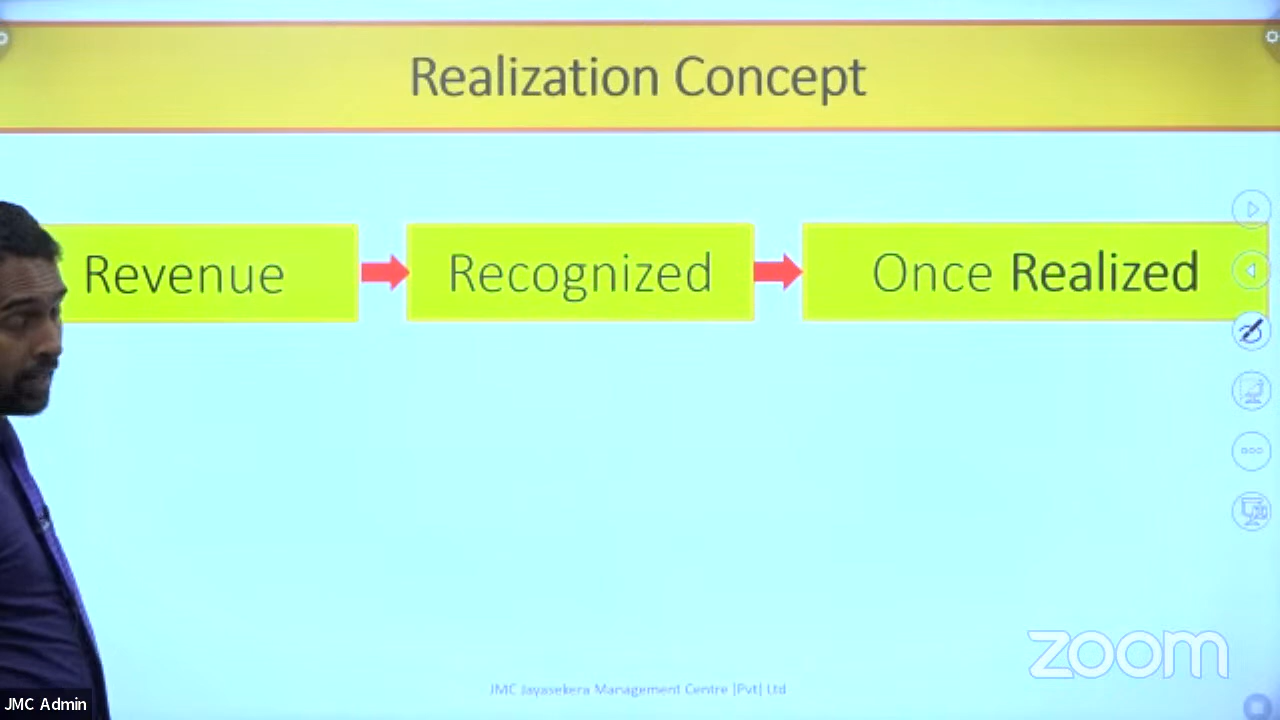 Realization Concept
Revenue
Recognized
Once Realized
JMC Jayasekera Management Centre |Pvt| Ltd
zoom
JMC Admin